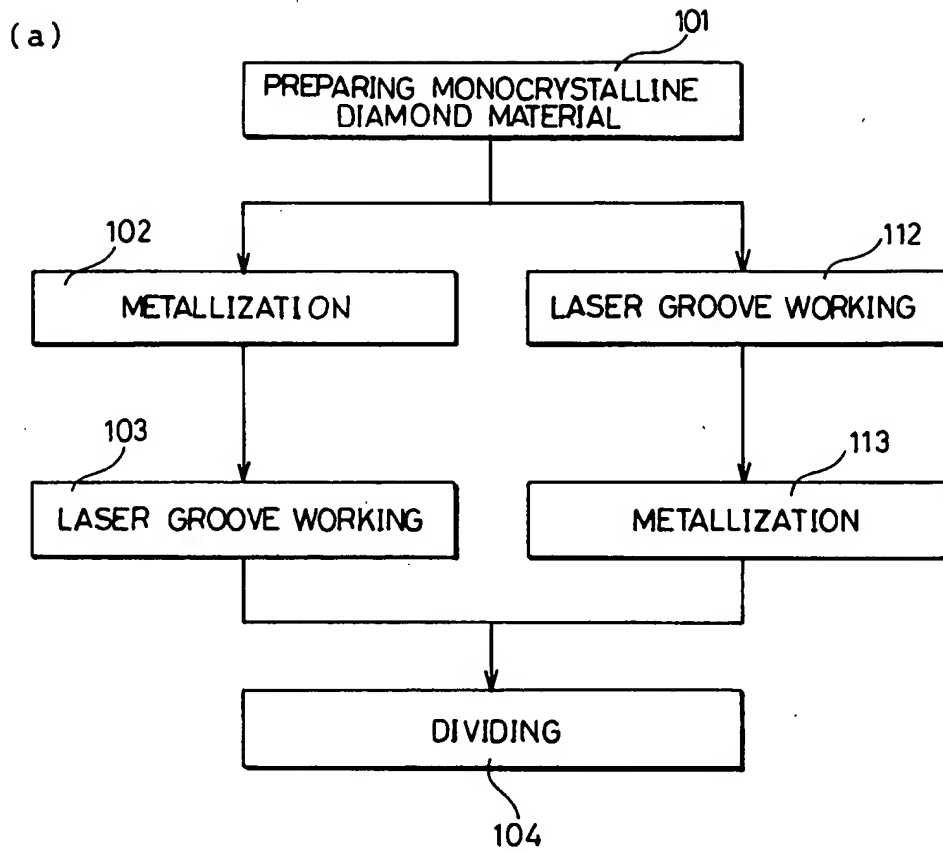 (a)
101
PREPARING MONOCRYSTALLINE
DIAMOND MATERIAL
102
METALLIZATION
112
LASER GROOVE WORKING
103
LASER GROOVE WORKING
113
METALLIZATION
DIVIDING
104